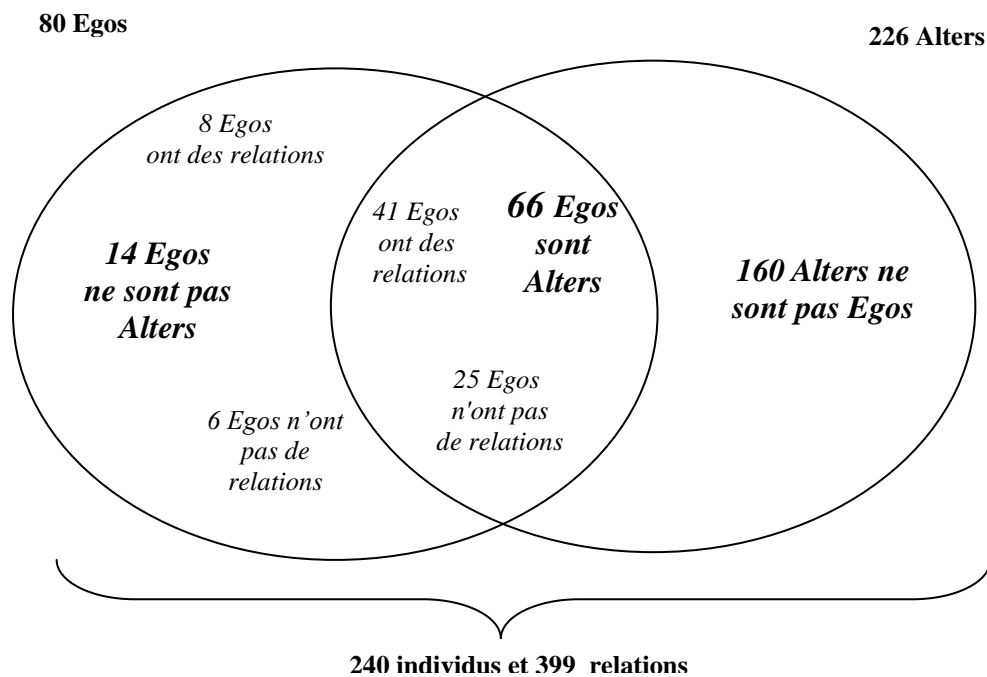 80 Egos
226 Alters
8 Egos
ont des relations
14 Egos
ne sont pas
Alters
6 Egos n’ont
pas de
relations
41 Egos
ont des
relations
66 Egos
sont
Alters
25 Egos
n'ont pas
de relations
160 Alters ne
sont pas Egos
240 individus et 399 relations